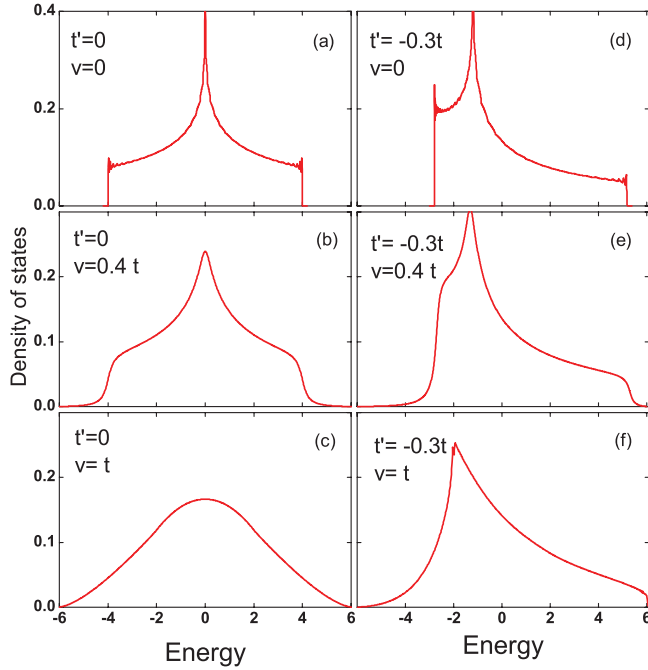 0.4
0.2
0.0
t'=0
v=0
(a)
t'= -0.3t
v=0
(d)
0.2
0.1
0.0
t'=0
v=0.4 t
(b)
t'= -0.3t
v=0.4 t
(e)
0.2
0.1
0.0
t'=0
v= t
(c)
t'= -0.3t
v= t
(f)
Density of states
-6 -4 -2 0 2 4 6
-4 -2 0 2 4 6
Energy
Energy